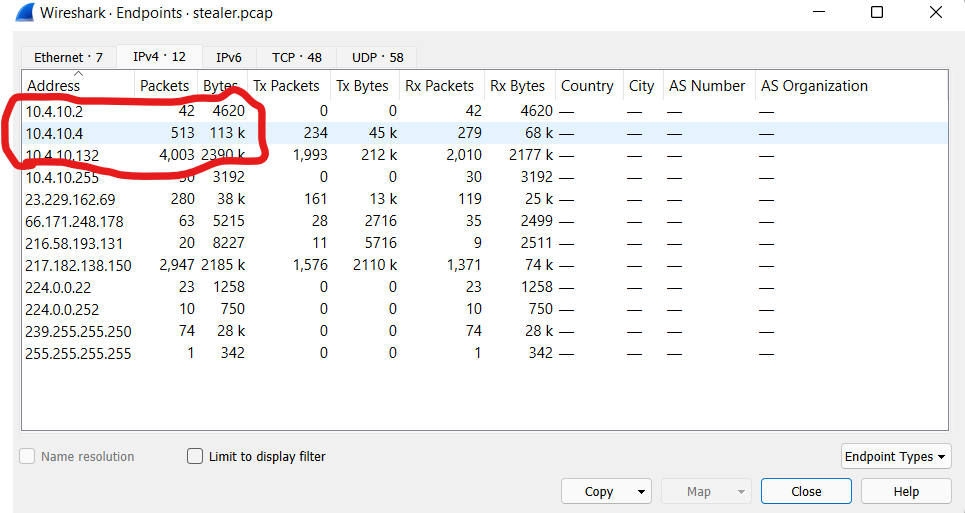 Wireshark · Endpoints · stealer.pcap
Ethernet · 7 IPv4 · 12 IPv6 TCP · 48 UDP · 58
Address Packets Bytes Tx Packets Tx Bytes Rx Packets Rx Bytes Country City AS Number AS Organization
10.4.10.2 42 4620 0 0 42 4620 — — — —
10.4.10.4 513 113 k 234 45 k 279 68 k — — — —
10.4.10.132 4,003 2390 k 1,993 212 k 2,010 2177 k — — — —
10.4.10.255 30 3192 0 0 30 3192 — — — —
23.229.162.69 280 38 k 161 13 k 119 25 k — — — —
66.171.248.178 63 5215 28 2716 35 2499 — — — —
216.58.193.131 20 8227 11 5716 9 2511 — — — —
217.182.138.150 2,947 2185 k 1,576 2110 k 1,371 74 k — — — —
224.0.0.22 23 1258 0 0 23 1258 — — — —
224.0.0.252 10 750 0 0 10 750 — — — —
239.255.255.250 74 28 k 0 0 74 28 k — — — —
255.255.255.255 1 342 0 0 1 342 — — — —
Name resolution Limit to display filter Endpoint Types
Copy Map Close Help